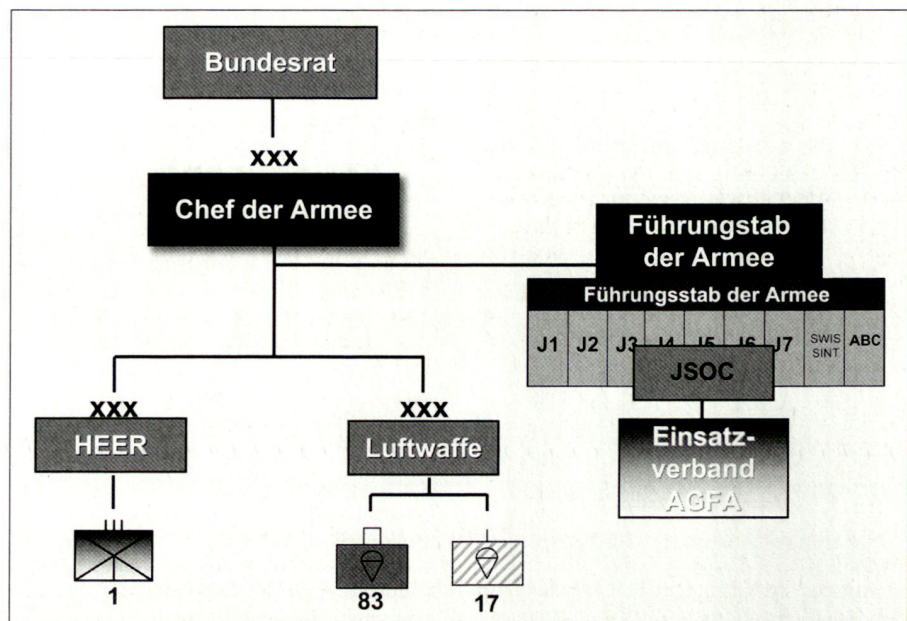 Bundesrat
xxx
Chef der Armee
Führungstab
der Armee
Führungsstab der Armee
J1 J2 J3 J4 J5 J6 J7 SWIS SINT ABC
JSOC
Einsatz-
verband
AGFA
xxx
HEER
xxx
Luftwaffe
1
83
17